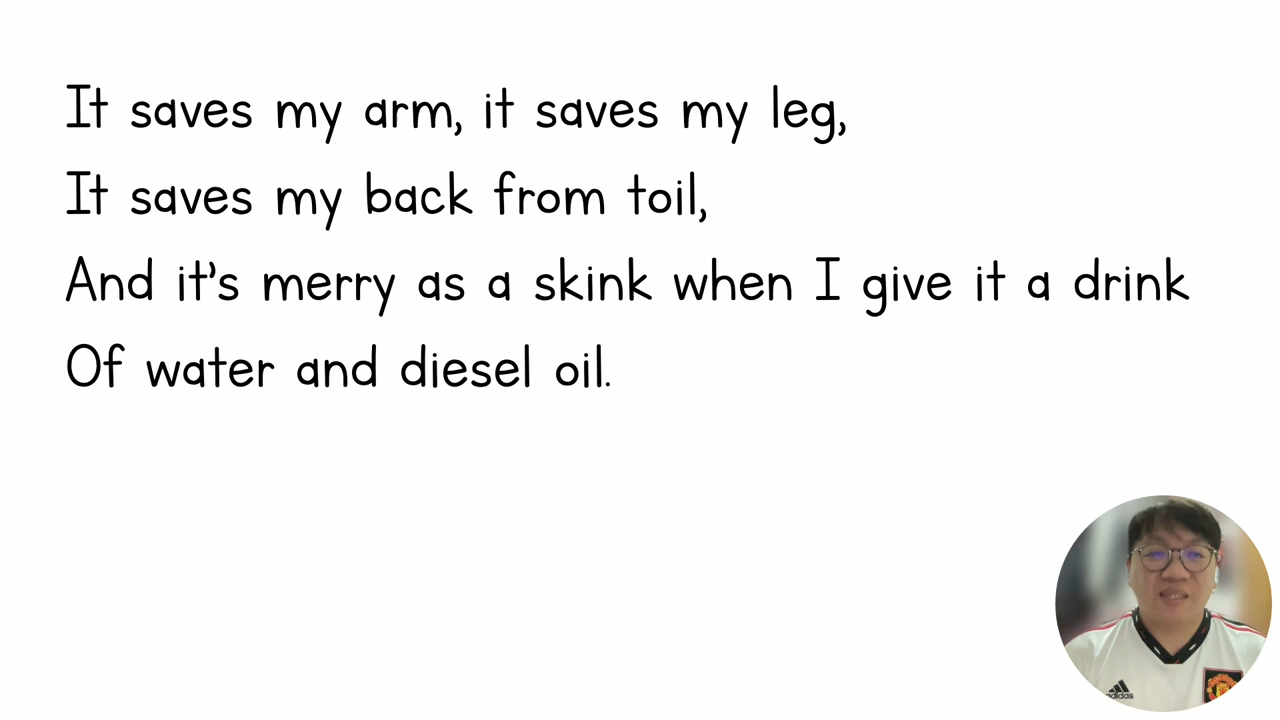 It saves my arm, it saves my leg,
It saves my back from toil,
And it's merry as a skink when I give it a drink
Of water and diesel oil.
adidas